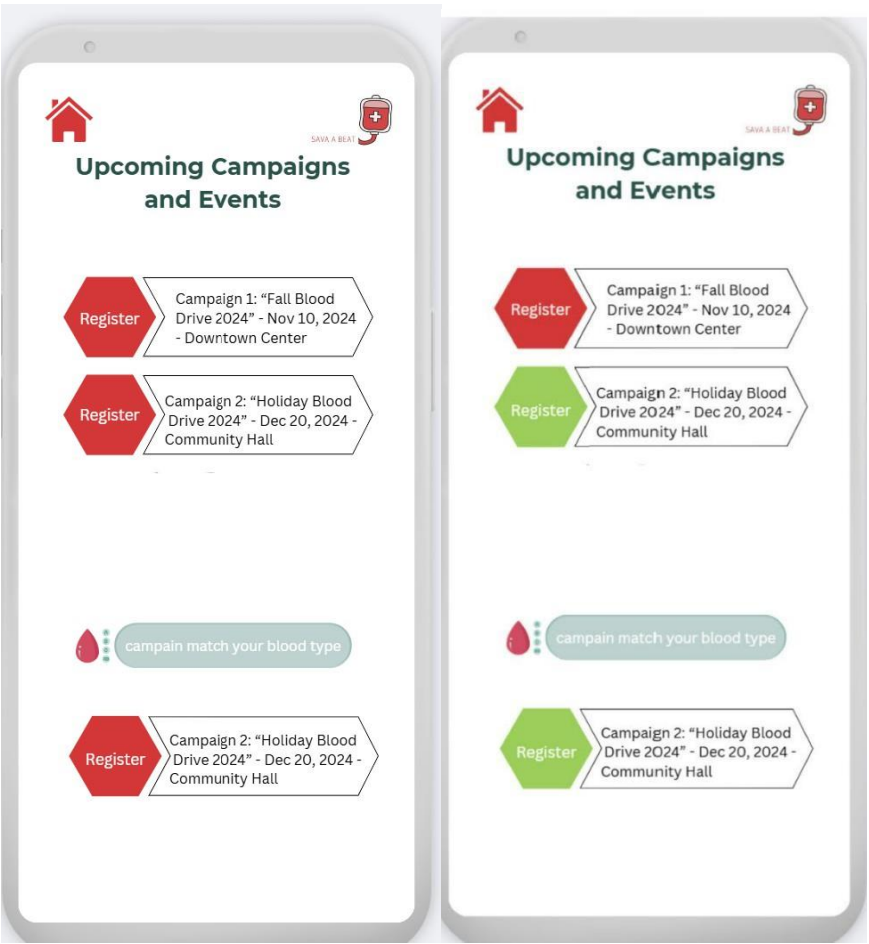 SAVA A BEAT
Upcoming Campaigns
and Events
Register
Campaign 1: “Fall Blood
Drive 2024” - Nov 10, 2024
- Downtown Center
Register
Campaign 2: “Holiday Blood
Drive 2024” - Dec 20, 2024 -
Community Hall
campain match your blood type
Register
Campaign 2: “Holiday Blood
Drive 2024” - Dec 20, 2024 -
Community Hall
SAVA A BEAT
Upcoming Campaigns
and Events
Register
Campaign 1: “Fall Blood
Drive 2024” - Nov 10, 2024
- Downtown Center
Register
Campaign 2: “Holiday Blood
Drive 2024” - Dec 20, 2024 -
Community Hall
campain match your blood type
Register
Campaign 2: “Holiday Blood
Drive 2024” - Dec 20, 2024 -
Community Hall